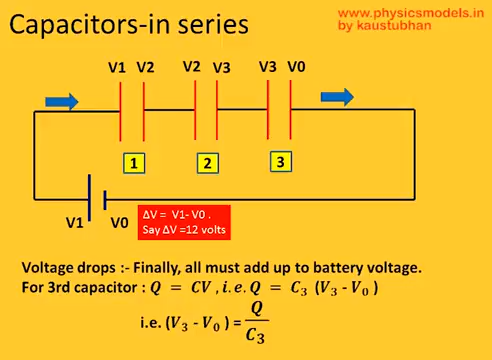 Capacitors-in series
www.physicsmodels.in
by kaustubhan
V1 V2 V2 V3 V3 V0
1 2 3
V1 V0
ΔV = V1- V0 .
Say ΔV =12 volts
Voltage drops :- Finally, all must add up to battery voltage.
For 3rd capacitor : Q = CV , i. e. Q = C₃ (V₃ - V₀ )
i.e. (V₃ - V₀ ) = Q / C₃